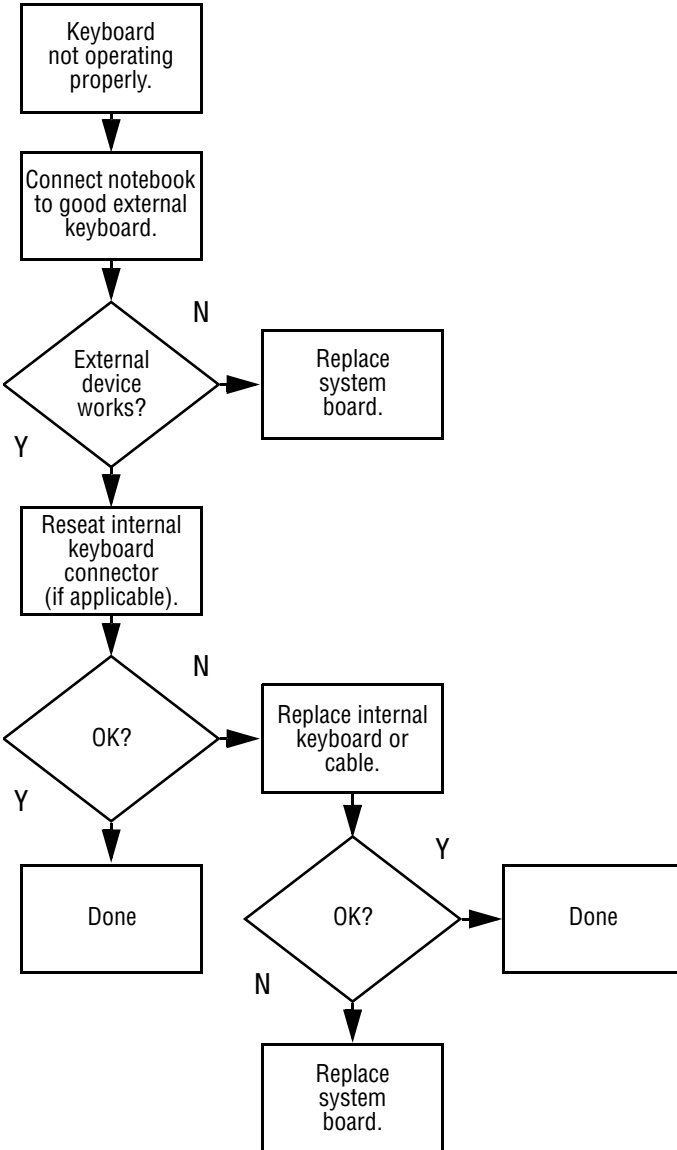 Keyboard
not operating
properly.
Connect notebook
to good external
keyboard.
N
External
device
works?
Replace
system
board.
Y
Reseat internal
keyboard
connector
(if applicable).
N
OK?
Replace internal
keyboard or
cable.
Y
Y
Done
OK?
Done
N
Replace
system
board.